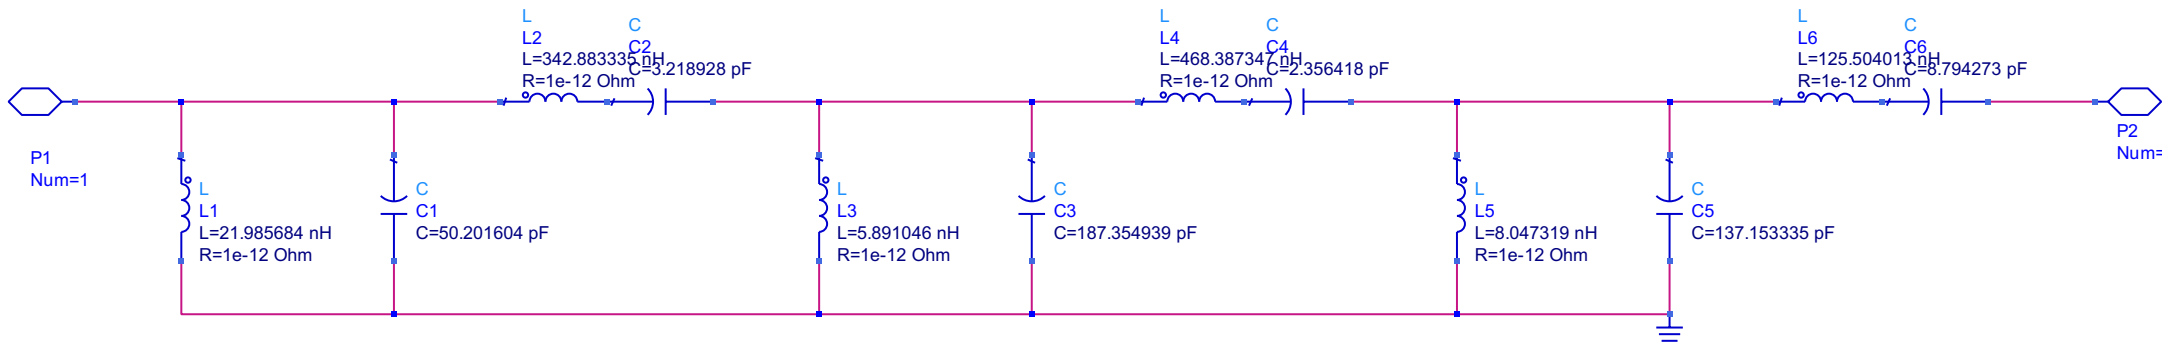 P1
Num=1
L
L1
L=21.985684 nH
R=1e-12 Ohm
C
C1
C=50.201604 pF
L
L2
L=342.883335 nH
R=1e-12 Ohm
C
C2
C=3.218928 pF
L
L3
L=5.891046 nH
R=1e-12 Ohm
C
C3
C=187.354939 pF
L
L4
L=468.387347 nH
R=1e-12 Ohm
C
C4
C=2.356418 pF
L
L5
L=8.047319 nH
R=1e-12 Ohm
C
C5
C=137.153335 pF
L
L6
L=125.504013 nH
R=1e-12 Ohm
C
C6
C=8.794273 pF
P2
Num=